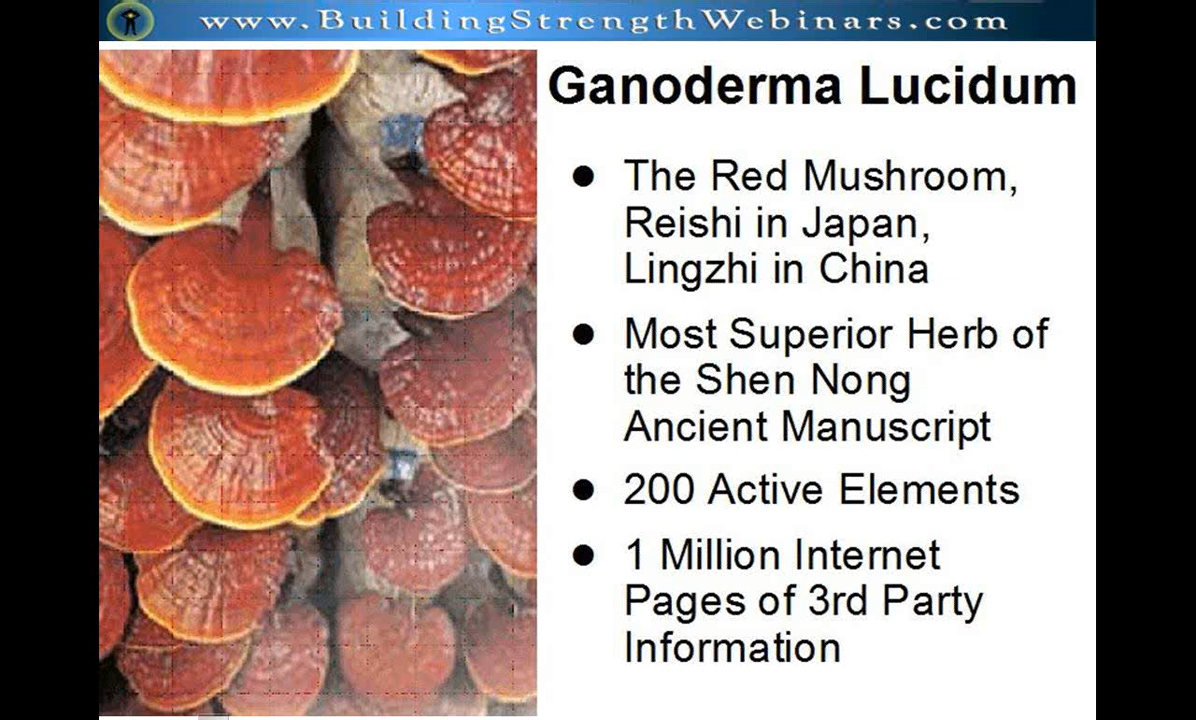 www.BuildingStrengthWebinars.com
Ganoderma Lucidum
● The Red Mushroom,
Reishi in Japan,
Lingzhi in China
● Most Superior Herb of
the Shen Nong
Ancient Manuscript
● 200 Active Elements
● 1 Million Internet
Pages of 3rd Party
Information